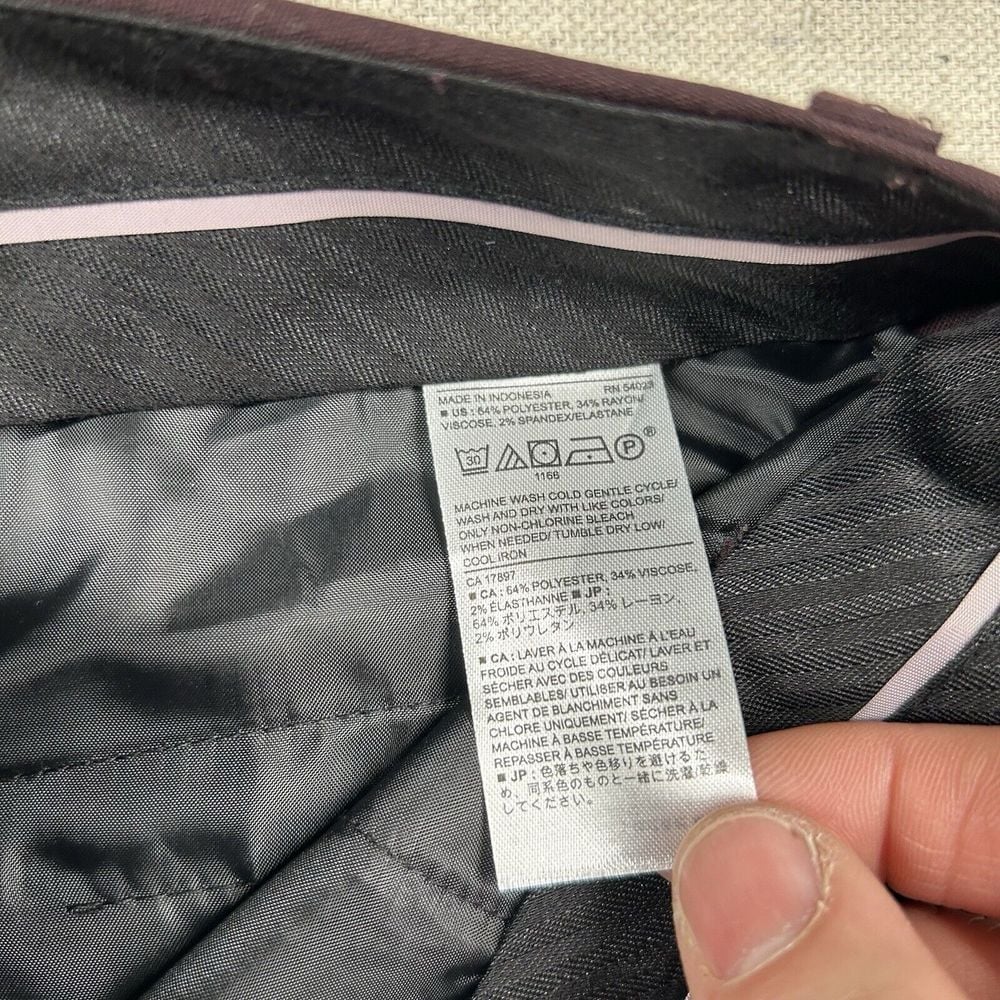 MADE IN INDONESIA RN 54023
■ US : 64% POLYESTER, 34% RAYON/
VISCOSE, 2% SPANDEX/ELASTANE
30 P ®
1166
MACHINE WASH COLD GENTLE CYCLE/
WASH AND DRY WITH LIKE COLORS/
ONLY NON-CHLORINE BLEACH
WHEN NEEDED/ TUMBLE DRY LOW/
COOL IRON
CA 17897
■ CA : 64% POLYESTER, 34% VISCOSE,
2% ÉLASTHANNE ■ JP :
64% ポリエステル, 34% レーヨン,
2% ポリウレタン
■ CA : LAVER À LA MACHINE À L'EAU
FROIDE AU CYCLE DÉLICAT/ LAVER ET
SÉCHER AVEC DES COULEURS
SEMBLABLES/ UTILISER AU BESOIN UN
AGENT DE BLANCHIMENT SANS
CHLORE UNIQUEMENT/ SÉCHER À LA
MACHINE À BASSE TEMPÉRATURE/
REPASSER À BASSE TEMPÉRATURE
■ JP : 色落ちや色移りを避けるた
め、同系色のものと一緒に洗濯/乾燥
してください。